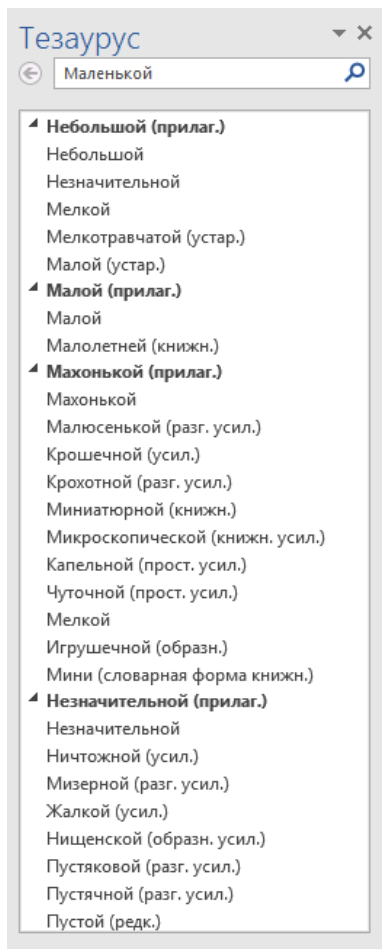 Тезаурус
Маленькой
Небольшой (прилаг.)
Небольшой
Незначительной
Мелкой
Мелкотравчатой (устар.)
Малой (устар.)
Малой (прилаг.)
Малой
Малолетней (книжн.)
Махонькой (прилаг.)
Махонькой
Малюсенькой (разг. усил.)
Крошечной (усил.)
Крохотной (разг. усил.)
Миниатюрной (книжн.)
Микроскопической (книжн. усил.)
Капельной (прост. усил.)
Чуточной (прост. усил.)
Мелкой
Игрушечной (образн.)
Мини (словарная форма книжн.)
Незначительной (прилаг.)
Незначительной
Ничтожной (усил.)
Мизерной (разг. усил.)
Жалкой (усил.)
Нищенской (образн. усил.)
Пустяковой (разг. усил.)
Пустячной (разг. усил.)
Пустой (редк.)